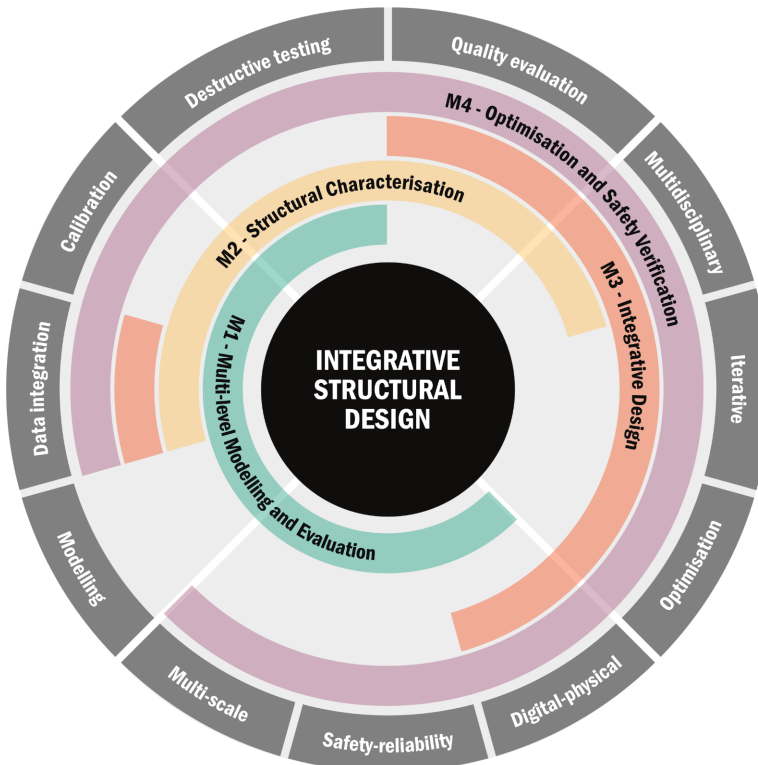 Destructive testing
Quality evaluation
Multidisciplinary
Iterative
Optimisation
Digital-physical
Safety-reliability
Multi-scale
Modelling
Data integration
Calibration
M4 - Optimisation and Safety Verification
M3 - Integrative Design
M2 - Structural Characterisation
M1 - Multi-level Modelling and Evaluation
INTEGRATIVE
STRUCTURAL
DESIGN